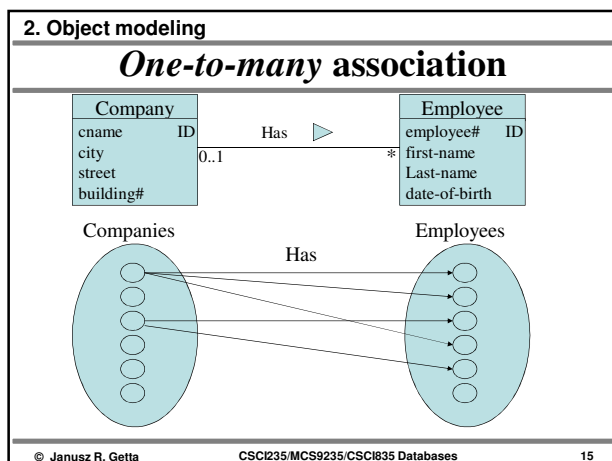 2. Object modeling
One-to-many association
Company
cname ID
city
street
building#
Has
0..1
*
Employee
employee# ID
first-name
Last-name
date-of-birth
Companies
Has
Employees
© Janusz R. Getta CSCI235/MCS9235/CSCI835 Databases 15